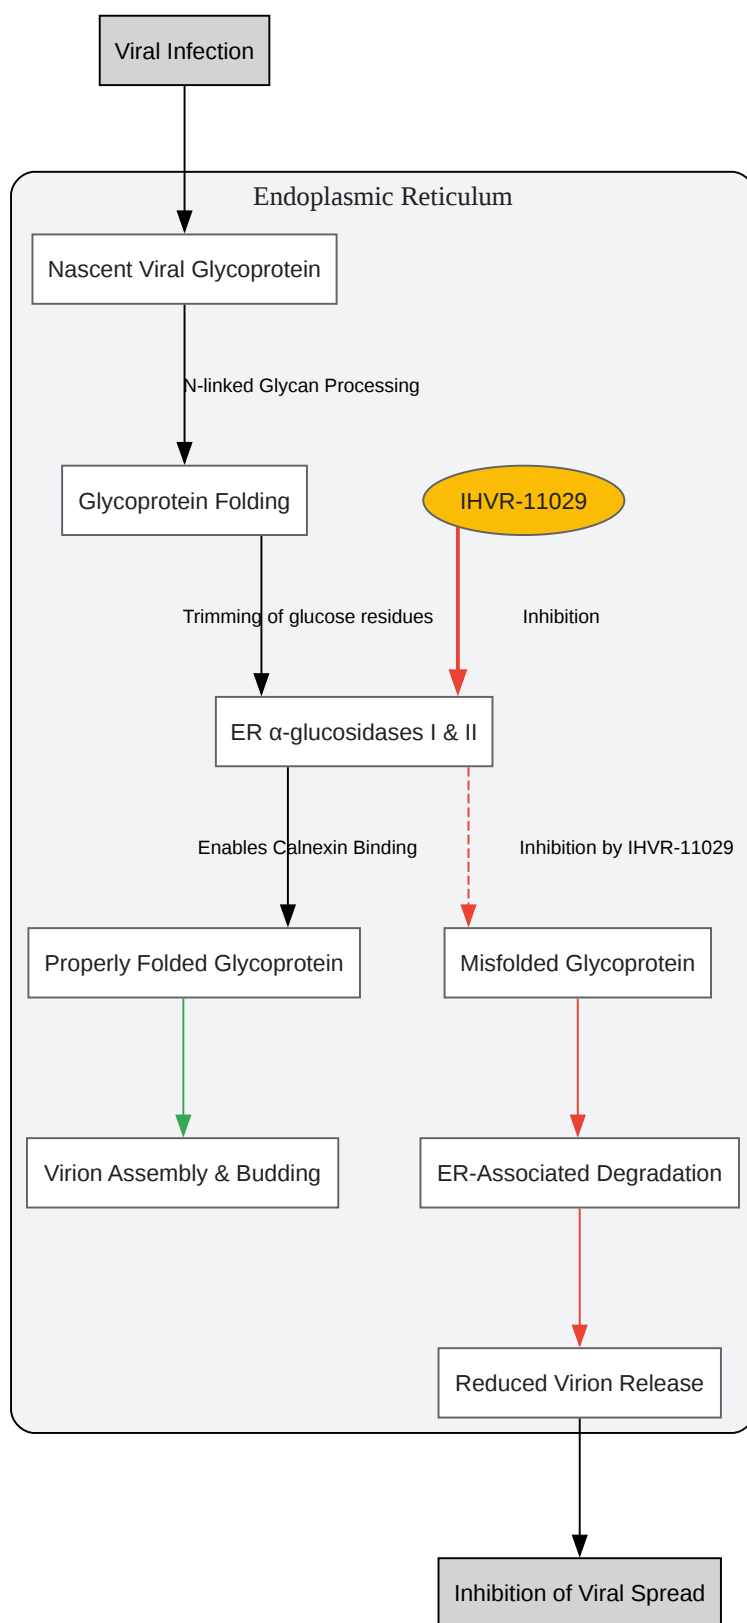 Viral Infection
Endoplasmic Reticulum
Nascent Viral Glycoprotein
N-linked Glycan Processing
Glycoprotein Folding
IHVR-11029
Trimming of glucose residues
Inhibition
ER α-glucosidases I & II
Enables Calnexin Binding
Inhibition by IHVR-11029
Properly Folded Glycoprotein
Misfolded Glycoprotein
Virion Assembly & Budding
ER-Associated Degradation
Reduced Virion Release
Inhibition of Viral Spread